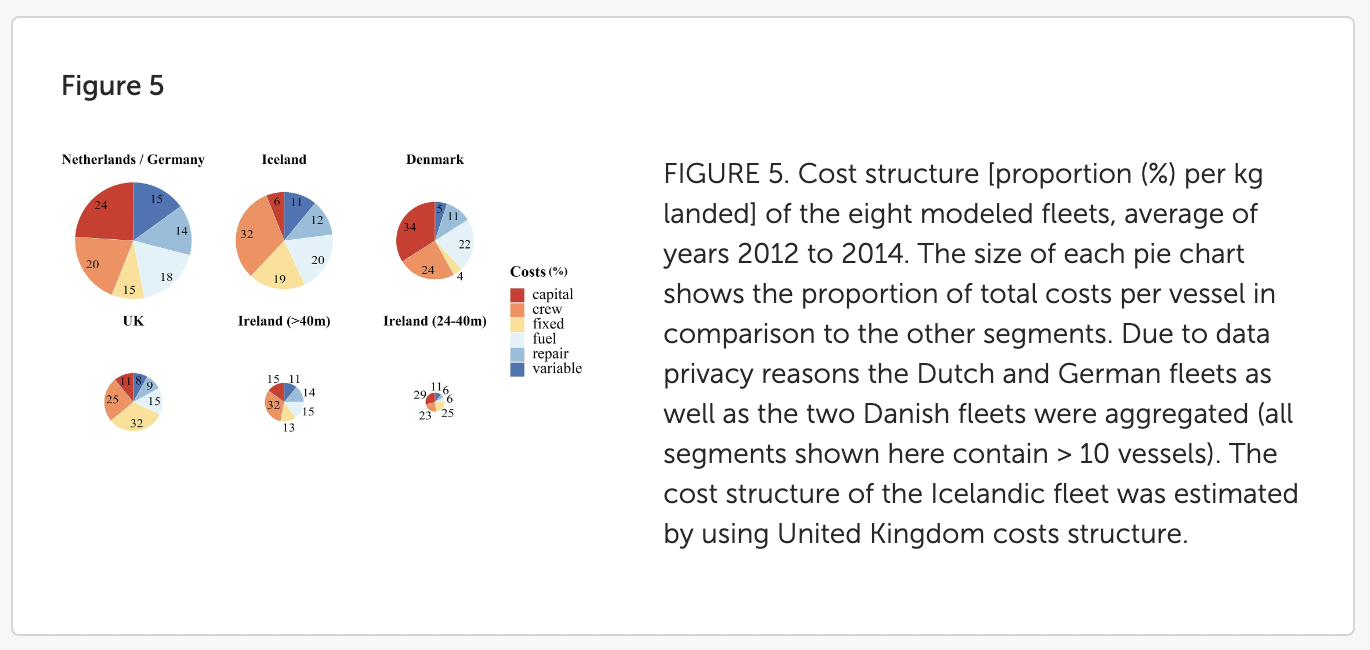 Figure 5
Netherlands / Germany
Iceland
Denmark
24
15
14
18
15
20
6
11
12
20
19
32
34
5
11
22
4
24
Costs (%)
capital
crew
fixed
fuel
repair
variable
UK
Ireland (>40m)
Ireland (24-40m)
11
8
9
15
32
25
15
11
14
15
13
32
29
11
6
6
25
23
FIGURE 5. Cost structure [proportion (%) per kg
landed] of the eight modeled fleets, average of
years 2012 to 2014. The size of each pie chart
shows the proportion of total costs per vessel in
comparison to the other segments. Due to data
privacy reasons the Dutch and German fleets as
well as the two Danish fleets were aggregated (all
segments shown here contain > 10 vessels). The
cost structure of the Icelandic fleet was estimated
by using United Kingdom costs structure.